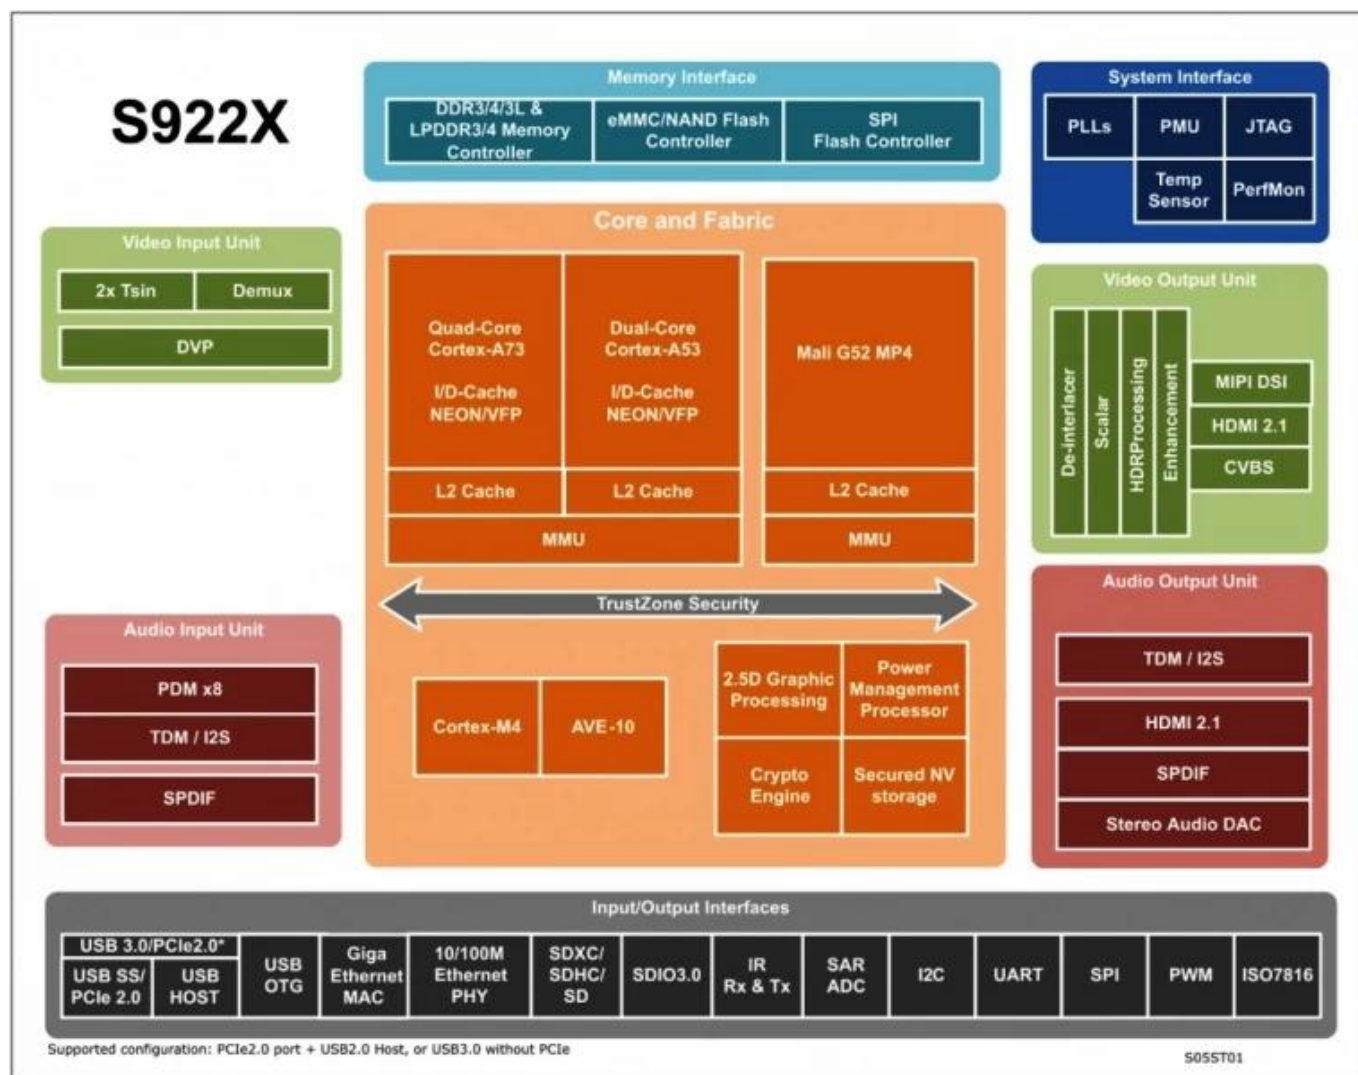 S922X
Memory Interface
DDR3/4/3L &
LPDDR3/4 Memory
Controller
eMMC/NAND Flash
Controller
SPI
Flash Controller
System Interface
PLLs
PMU
JTAG
Temp
Sensor
PerfMon
Video Input Unit
2x Tsin
Demux
DVP
Core and Fabric
Quad-Core
Cortex-A73
I/D-Cache
NEON/VFP
Dual-Core
Cortex-A53
I/D-Cache
NEON/VFP
Mali G52 MP4
L2 Cache
L2 Cache
L2 Cache
MMU
MMU
TrustZone Security
Cortex-M4
AVE-10
2.5D Graphic
Processing
Power
Management
Processor
Crypto
Engine
Secured NV
storage
Video Output Unit
De-interlacer
Scalar
HDRProcessing
Enhancement
MIPI DSI
HDMI 2.1
CVBS
Audio Input Unit
PDM x8
TDM / I2S
SPDIF
Audio Output Unit
TDM / I2S
HDMI 2.1
SPDIF
Stereo Audio DAC
Input/Output Interfaces
USB 3.0/PCIe2.0*
USB SS/
PCIe 2.0
USB
HOST
USB
OTG
Giga
Ethernet
MAC
10/100M
Ethernet
PHY
SDXC/
SDHC/
SD
SDIO3.0
IR
Rx & Tx
SAR
ADC
I2C
UART
SPI
PWM
ISO7816
Supported configuration: PCIe2.0 port + USB2.0 Host, or USB3.0 without PCIe
S05ST01